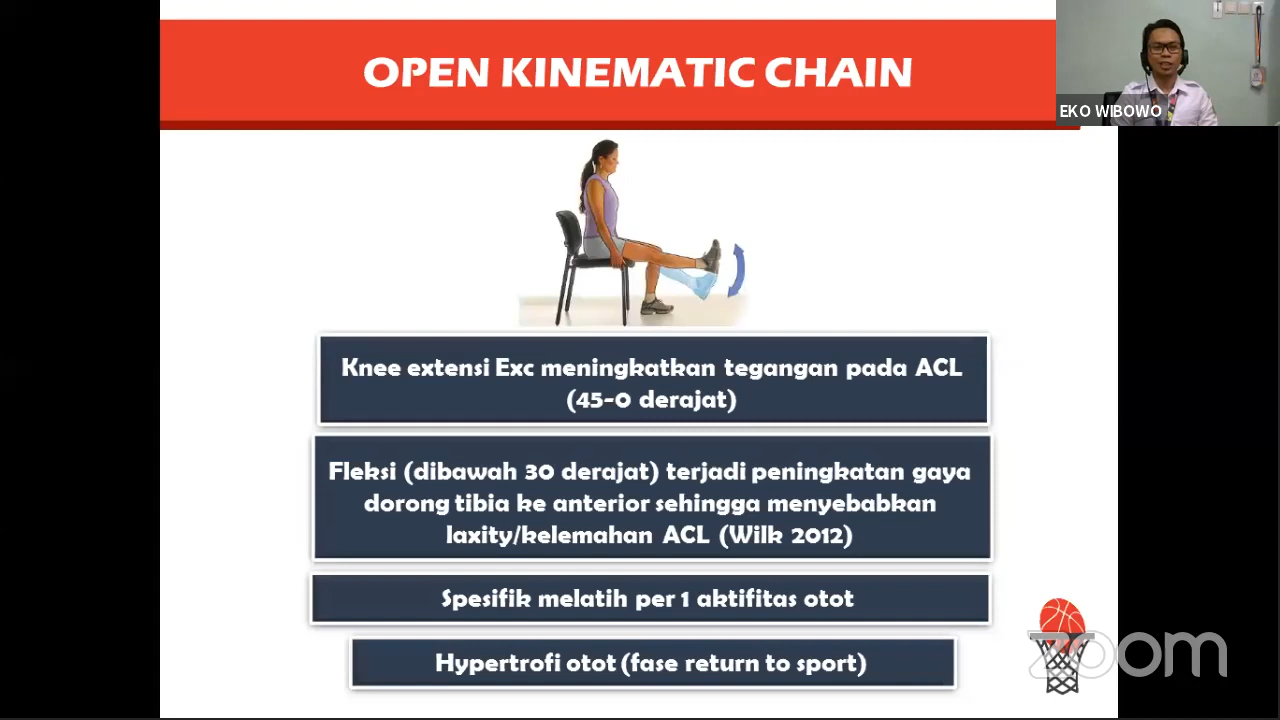 OPEN KINEMATIC CHAIN
EKO WIBOWO
Knee extensi Exc meningkatkan tegangan pada ACL
(45-0 derajat)
Fleksi (dibawah 30 derajat) terjadi peningkatan gaya
dorong tibia ke anterior sehingga menyebabkan
laxity/kelemahan ACL (Wilk 2012)
Spesifik melatih per 1 aktifitas otot
Hypertrofi otot (fase return to sport)
zoom